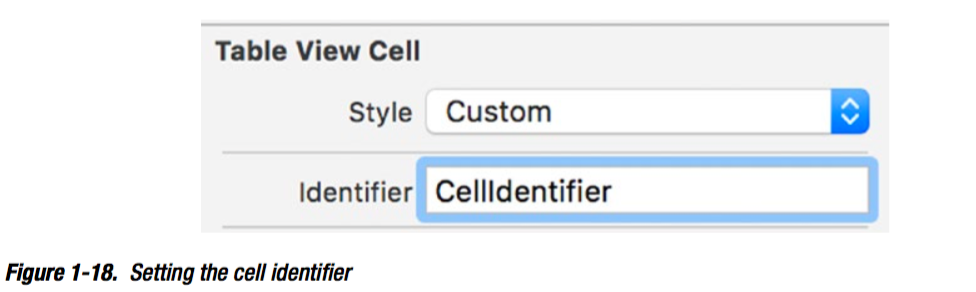 Table View Cell
Style Custom
Identifier CellIdentifier
Figure 1-18. Setting the cell identifier